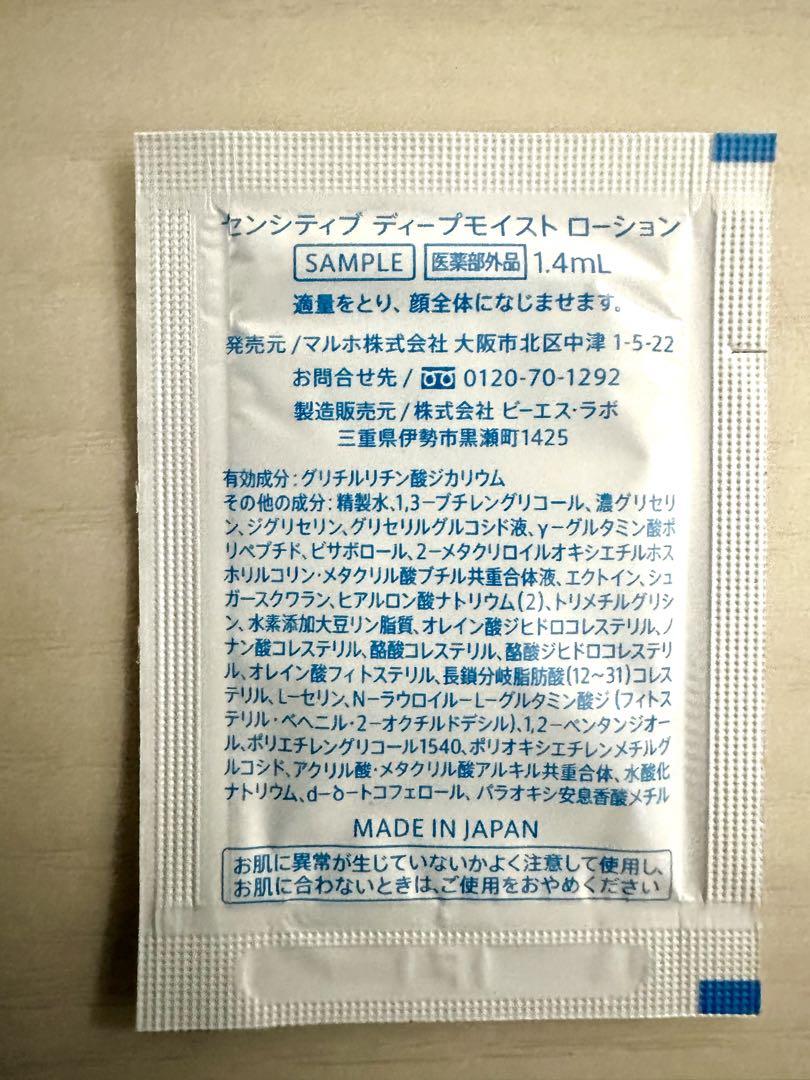 センシティブ ディープモイスト ローション
SAMPLE 医薬部外品 1.4mL
適量をとり、顔全体になじませます。
発売元/マルホ株式会社 大阪市北区中津 1-5-22
お問合せ先/ 0120-70-1292
製造販売元/株式会社 ピーエス・ラボ
三重県伊勢市黒瀬町1425
有効成分:グリチルリチン酸ジカリウム
その他の成分:精製水、1,3−ブチレングリコール、濃グリセリ
ン、ジグリセリン、グリセリルグルコシド液、γ−グルタミン酸ポ
リペプチド、ビサボロール、2−メタクリロイルオキシエチルホス
ホリルコリン・メタクリル酸ブチル共重合体液、エクトイン、シュ
ガースクワラン、ヒアルロン酸ナトリウム(2)、トリメチルグリシ
ン、水素添加大豆リン脂質、オレイン酸ジヒドロコレステリル、ノ
ナン酸コレステリル、酪酸コレステリル、酪酸ジヒドロコレステリ
ル、オレイン酸フィトステリル、長鎖分岐脂肪酸(12〜31)コレス
テリル、L−セリン、N−ラウロイル−L−グルタミン酸ジ(フィトス
テリル・ベヘニル・2−オクチルドデシル)、1,2−ペンタンジオー
ル、ポリエチレングリコール1540、ポリオキシエチレンメチルグ
ルコシド、アクリル酸・メタクリル酸アルキル共重合体、水酸化
ナトリウム、d−δ−トコフェロール、パラオキシ安息香酸メチル
MADE IN JAPAN
お肌に異常が生じていないかよく注意して使用し、
お肌に合わないときは、ご使用をおやめください